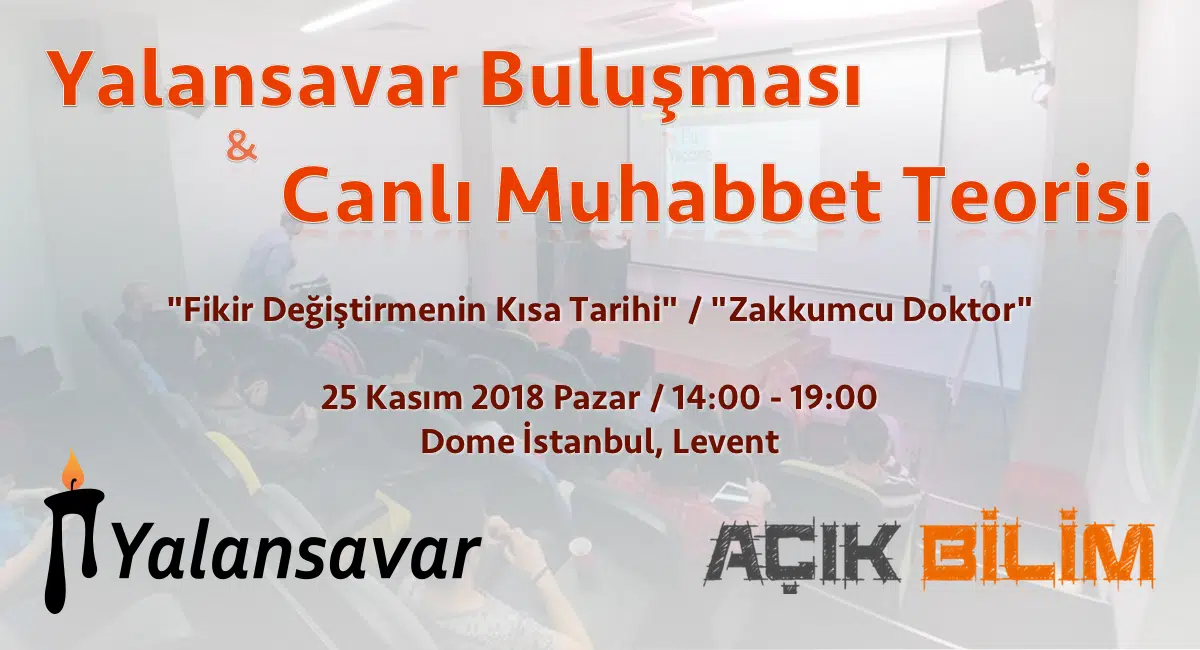 Yalansavar Buluşması
&
Canlı Muhabbet Teorisi
"Fikir Değiştirmenin Kısa Tarihi" / "Zakkumcu Doktor"
25 Kasım 2018 Pazar / 14:00 - 19:00
Dome İstanbul, Levent
Yalansavar
AÇIK BİLİM